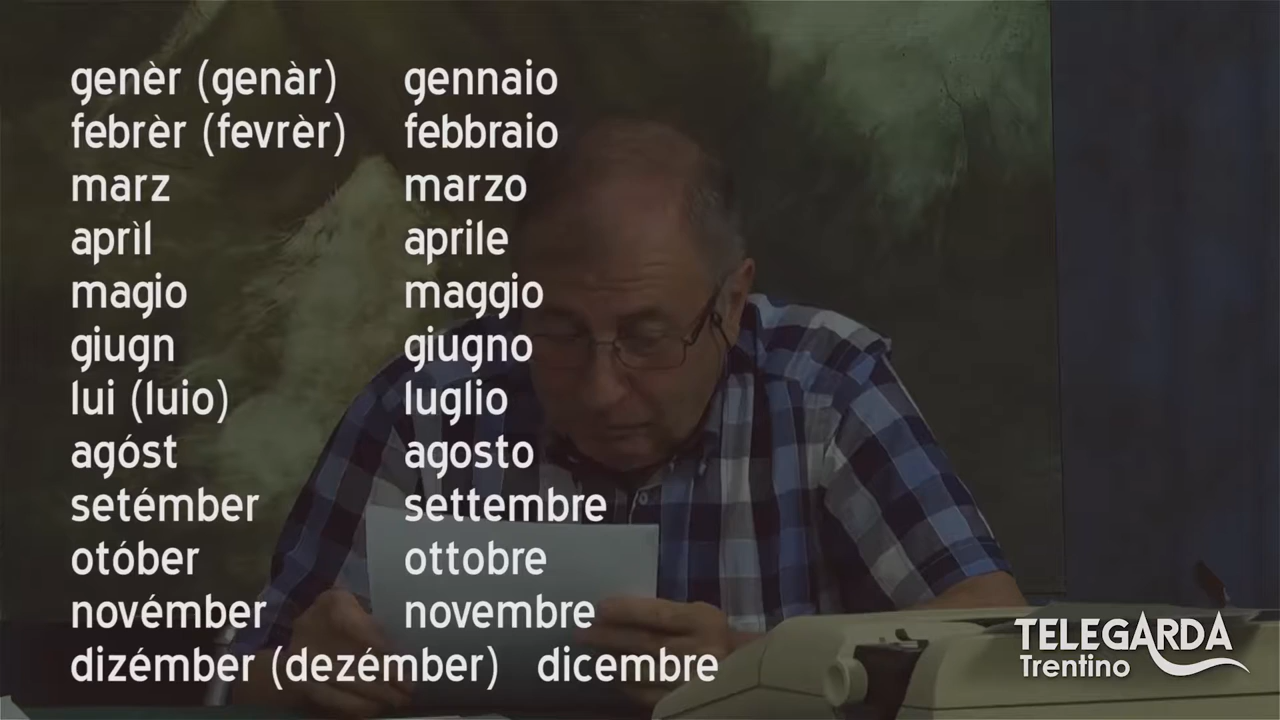 genèr (genàr) gennaio
febrèr (fevrèr) febbraio
marz marzo
aprìl aprile
magio maggio
giugn giugno
lui (luio) luglio
agóst agosto
setémber settembre
otóber ottobre
novémber novembre
dizémber (dezémber) dicembre
TELEGARDA
Trentino